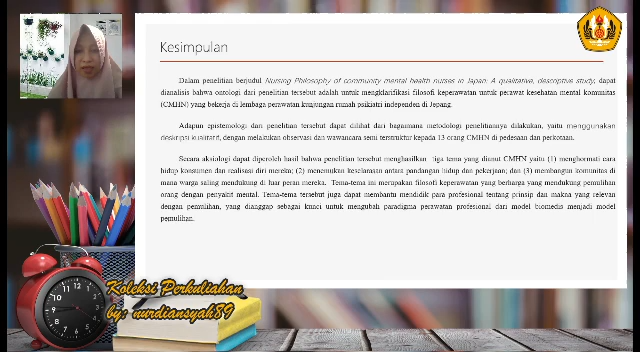 Kesimpulan
Dalam penelitian berjudul Nursing Philosophy of community mental health nurses in Japan: A qualitative, descoptive study, dapat
dianalisis bahwa ontologi dari penelitian tersebut adalah untuk mengklarifikasi filosofi keperawatan untuk perawat kesehatan mental komunitas
(CMHN) yang bekerja di lembaga perawatan kunjungan rumah psikiatri independen di Jepang.
Adapun epistemologi dari penelitian tersebut dapat dilihat dari bagaimana metodologi penelitiannya dilakukan, yaitu menggunakan
deskripsi kualitatif, dengan melakukan observasi dan wawancara semi terstruktur kepada 13 orang CMHN di pedesaan dan perkotaan.
Secara aksiologi dapat diperoleh hasil bahwa penelitian tersebut menghasilkan tiga tema yang dianut CMHN yaitu (1) menghormati cara
hidup konsumen dan realisasi diri mereka; (2) menemukan keselarasan antara pandangan hidup dan pekerjaan; dan (3) membangun komunitas di
mana warga saling mendukung di luar peran mereka. Tema-tema ini merupakan filosofi keperawatan yang berharga yang mendukung pemulihan
orang dengan penyakit mental. Tema-tema tersebut juga dapat membantu mendidik para profesional tentang prinsip dan makna yang relevan
dengan pemulihan, yang dianggap sebagai kunci untuk mengubah paradigma perawatan profesional dari model biomedis menjadi model
pemulihan.
Koleksi Perkuliahan
by: nurdiansyah89